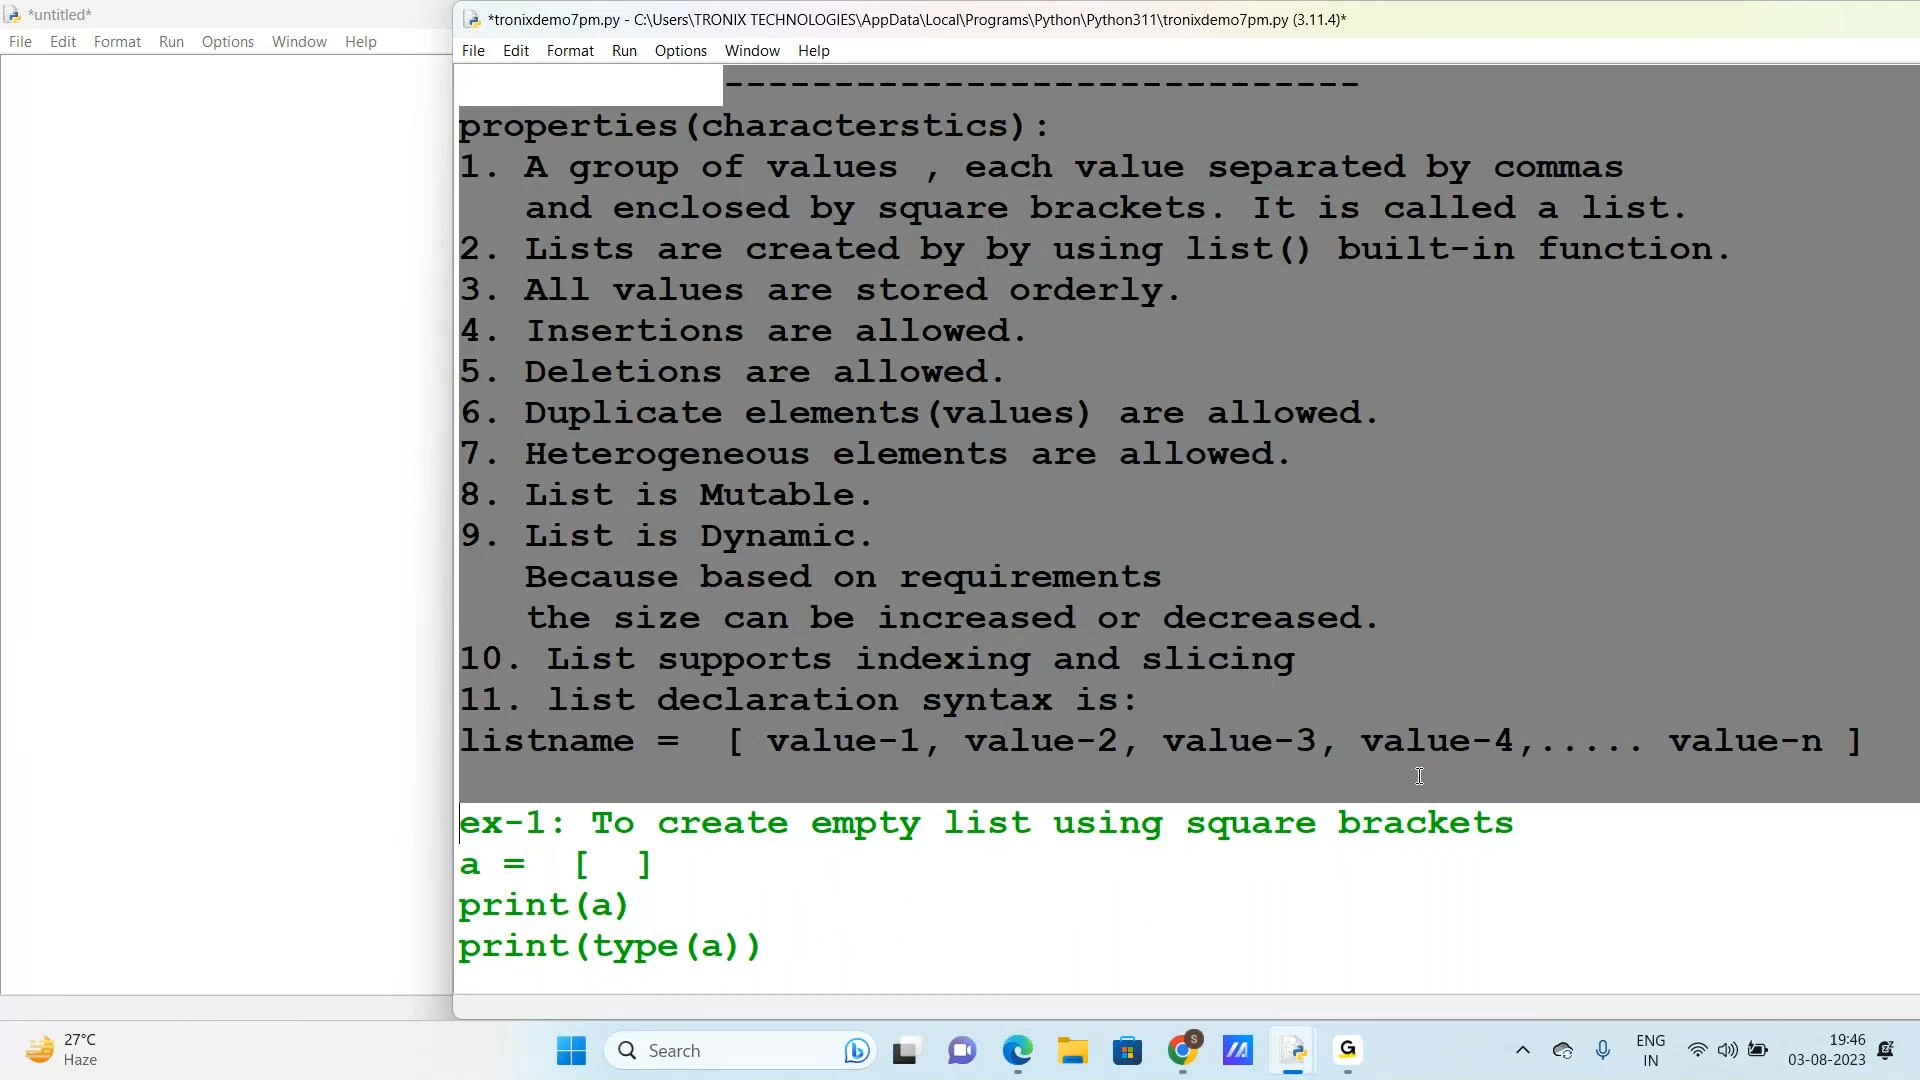 *untitled*
File Edit Format Run Options Window Help
*tronixdemo7pm.py - C:\Users\TRONIX TECHNOLOGIES\AppData\Local\Programs\Python\Python311\tronixdemo7pm.py (3.11.4)*
File Edit Format Run Options Window Help
-----------------------------
properties(characterstics):
1. A group of values , each value separated by commas
and enclosed by square brackets. It is called a list.
2. Lists are created by by using list() built-in function.
3. All values are stored orderly.
4. Insertions are allowed.
5. Deletions are allowed.
6. Duplicate elements(values) are allowed.
7. Heterogeneous elements are allowed.
8. List is Mutable.
9. List is Dynamic.
Because based on requirements
the size can be increased or decreased.
10. List supports indexing and slicing
11. list declaration syntax is:
listname =  [ value-1, value-2, value-3, value-4,..... value-n ]
ex-1: To create empty list using square brackets
a =  [  ]
print(a)
print(type(a))
27°C
Haze
Search
S
G
ENG
IN
19:46
03-08-2023